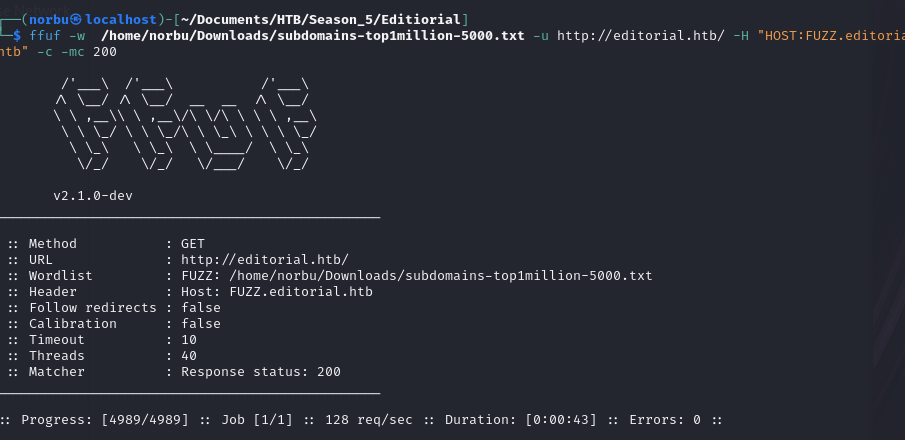 ┌──(norbu㉿localhost)-[~/Documents/HTB/Season_5/Editiorial]
└─$ ffuf -w  /home/norbu/Downloads/subdomains-top1million-5000.txt -u http://editorial.htb/ -H "HOST:FUZZ.editoria
htb" -c -mc 200
v2.1.0-dev
:: Method           : GET
:: URL              : http://editorial.htb/
:: Wordlist         : FUZZ: /home/norbu/Downloads/subdomains-top1million-5000.txt
:: Header           : Host: FUZZ.editorial.htb
:: Follow redirects : false
:: Calibration      : false
:: Timeout          : 10
:: Threads          : 40
:: Matcher          : Response status: 200
:: Progress: [4989/4989] :: Job [1/1] :: 128 req/sec :: Duration: [0:00:43] :: Errors: 0 ::